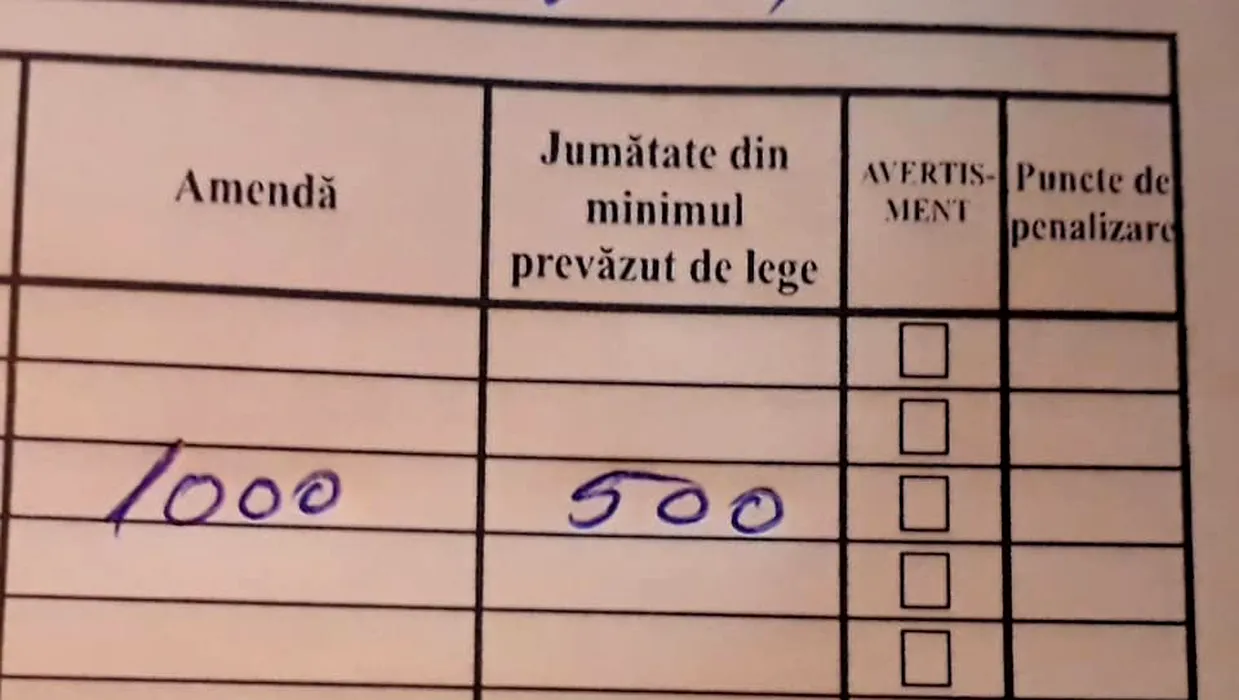 Amendă
Jumătate din
minimul
prevăzut de lege
AVERTIS-
MENT
Puncte de
penalizare
1000
500